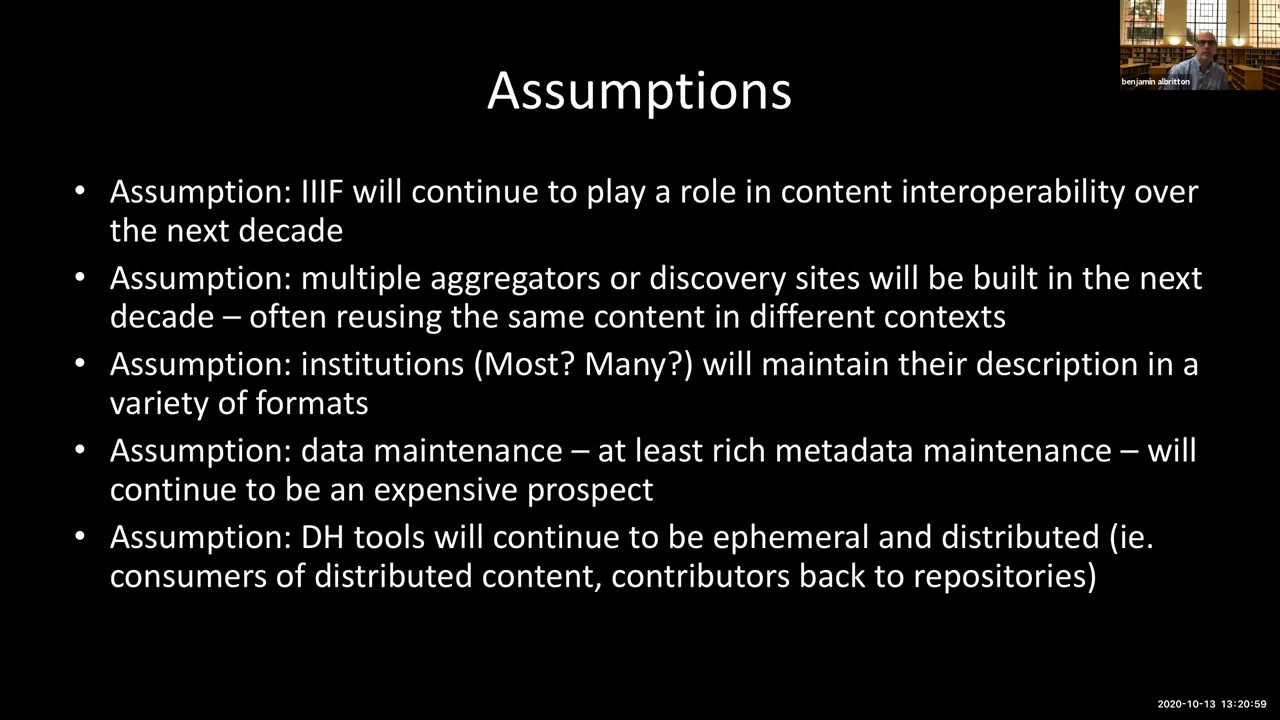 benjamin albritton
Assumptions
• Assumption: IIIF will continue to play a role in content interoperability over
the next decade
• Assumption: multiple aggregators or discovery sites will be built in the next
decade – often reusing the same content in different contexts
• Assumption: institutions (Most? Many?) will maintain their description in a
variety of formats
• Assumption: data maintenance – at least rich metadata maintenance – will
continue to be an expensive prospect
• Assumption: DH tools will continue to be ephemeral and distributed (ie.
consumers of distributed content, contributors back to repositories)
2020-10-13 13:20:59